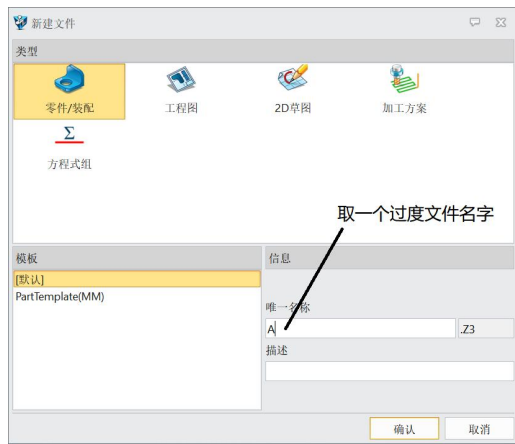 新建文件
类型
零件/装配
工程图
2D草图
加工方案
Σ
方程式组
取一个过度文件名字
模板
信息
[默认]
PartTemplate(MM)
唯一名称
A
.Z3
描述
确认
取消